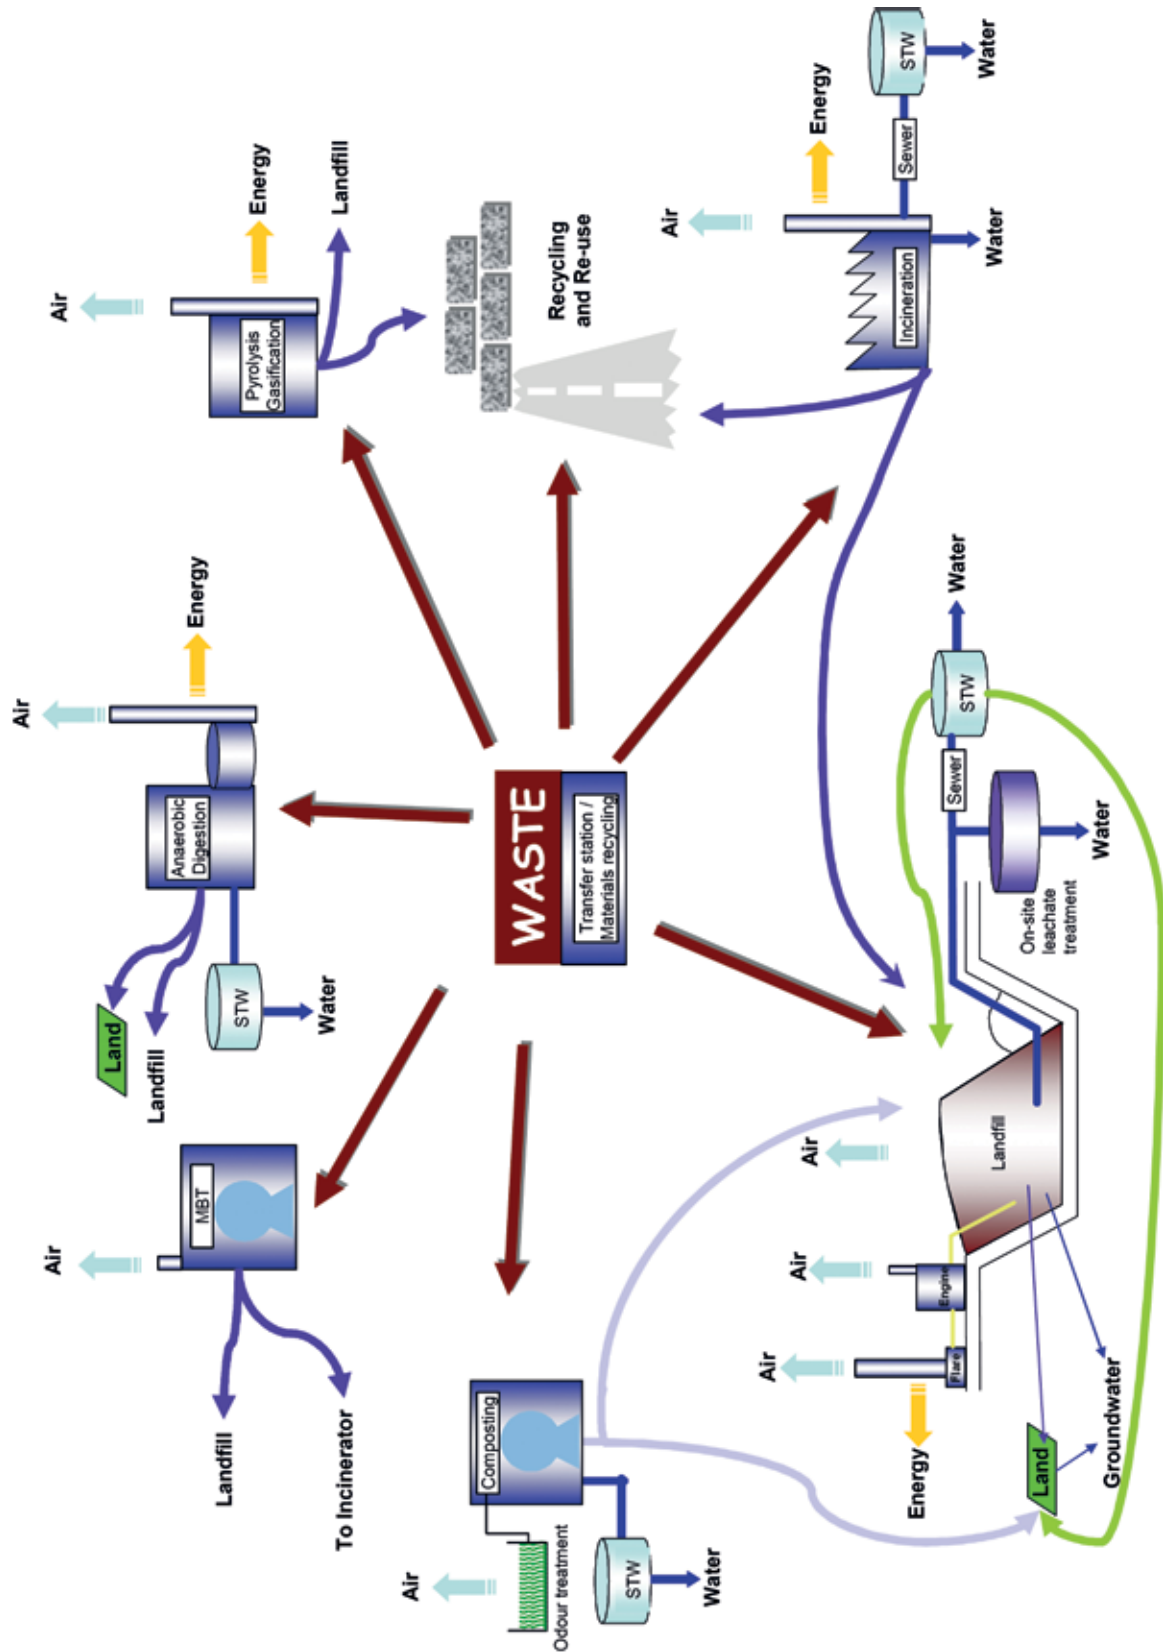 Air
MBT
Landfill
To Incinerator
Air
Anaerobic
Digestion
Energy
Land
Landfill
STW
Water
Air
Pyrolysis
Gasification
Energy
Landfill
Air
Composting
Odour treatment
STW
Water
WASTE
Transfer station /
Materials recycling
Recycling
and Re-use
Air
Energy
Incineration
Sewer
STW
Water
Water
Air
Air
Air
Energy
Flare
Engine
Landfill
Sewer
STW
Water
On-site
leachate
treatment
Water
Land
Groundwater